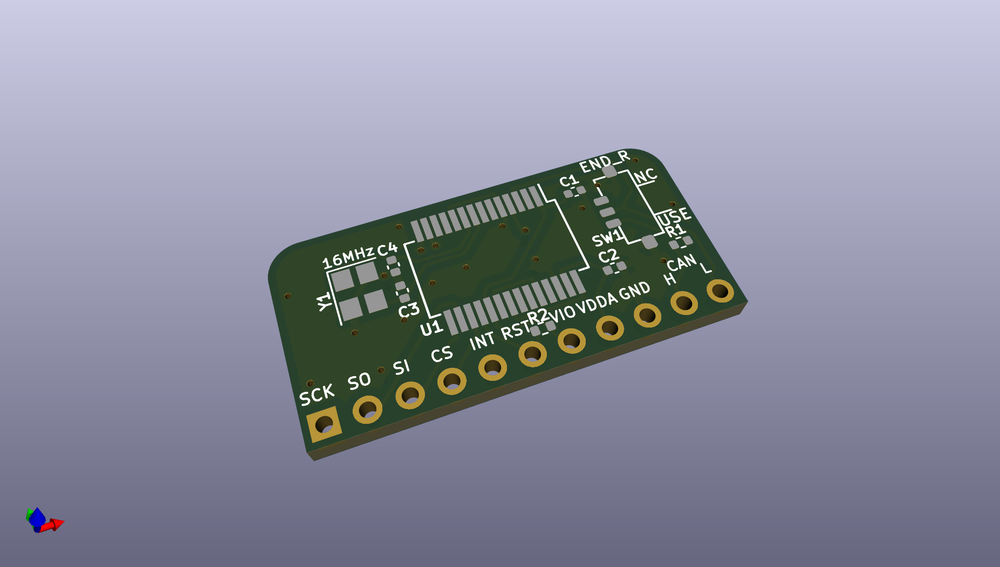 END_R
C1
NC
USE
R1
SW1
C2
16MHz
C4
Y1
C3
U1
R2
CAN
SCK
SO
SI
CS
INT
RST
VIO
VDDA
GND
H
L